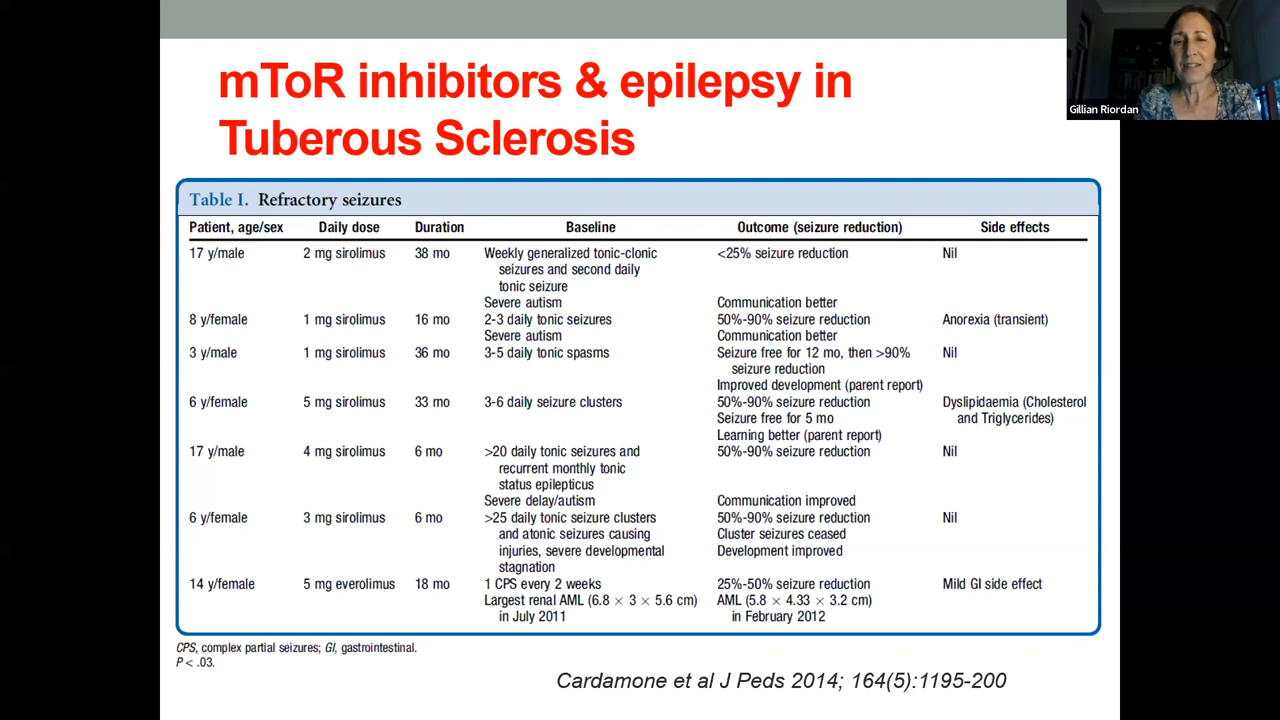 mToR inhibitors & epilepsy in
Tuberous Sclerosis
Gillian Riordan
Table I. Refractory seizures
Patient, age/sex Daily dose Duration Baseline Outcome (seizure reduction) Side effects
17 y/male 2 mg sirolimus 38 mo Weekly generalized tonic-clonic <25% seizure reduction Nil
seizures and second daily
tonic seizure
Severe autism Communication better
8 y/female 1 mg sirolimus 16 mo 2-3 daily tonic seizures 50%-90% seizure reduction Anorexia (transient)
Severe autism Communication better
3 y/male 1 mg sirolimus 36 mo 3-5 daily tonic spasms Seizure free for 12 mo, then >90% Nil
seizure reduction
Improved development (parent report)
6 y/female 5 mg sirolimus 33 mo 3-6 daily seizure clusters 50%-90% seizure reduction Dyslipidaemia (Cholesterol
Seizure free for 5 mo and Triglycerides)
Learning better (parent report)
17 y/male 4 mg sirolimus 6 mo >20 daily tonic seizures and 50%-90% seizure reduction Nil
recurrent monthly tonic
status epilepticus
Severe delay/autism Communication improved
6 y/female 3 mg sirolimus 6 mo >25 daily tonic seizure clusters 50%-90% seizure reduction Nil
and atonic seizures causing Cluster seizures ceased
injuries, severe developmental Development improved
stagnation
14 y/female 5 mg everolimus 18 mo 1 CPS every 2 weeks 25%-50% seizure reduction Mild GI side effect
Largest renal AML (6.8 × 3 × 5.6 cm) AML (5.8 × 4.33 × 3.2 cm)
in July 2011 in February 2012
CPS, complex partial seizures; GI, gastrointestinal.
P < .03.
Cardamone et al J Peds 2014; 164(5):1195-200